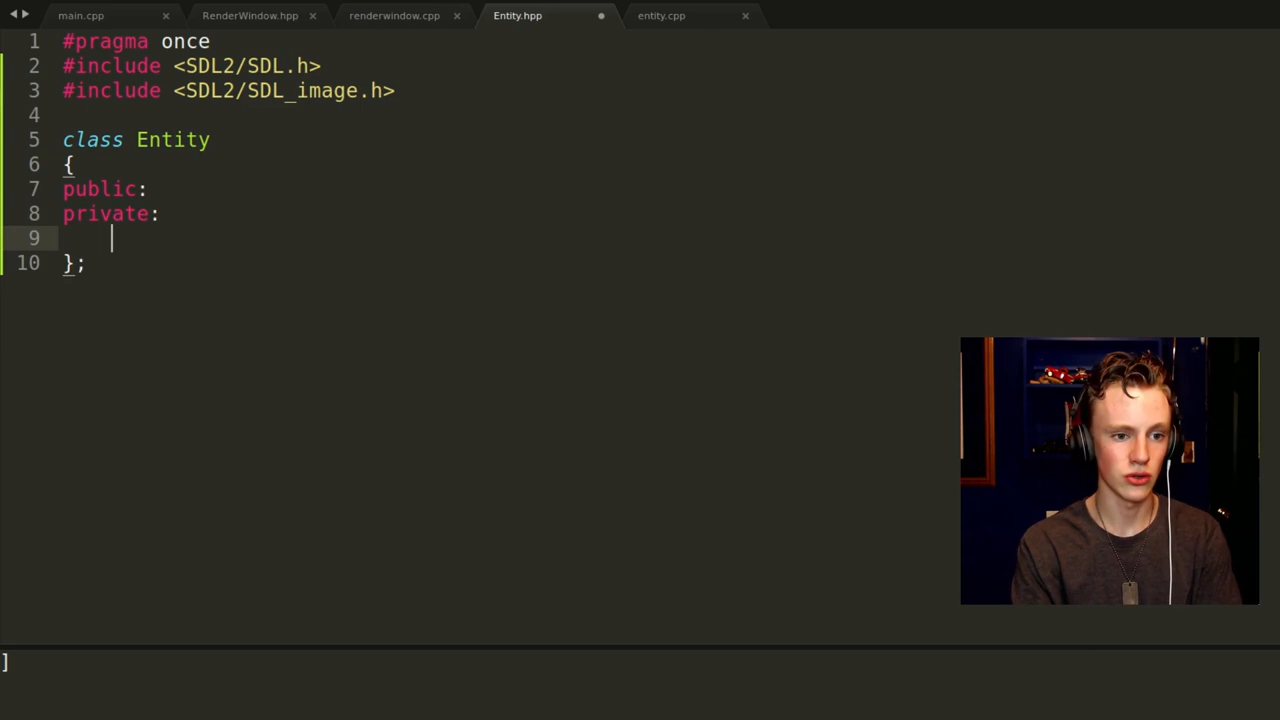 main.cpp × RenderWindow.hpp × renderwindow.cpp × Entity.hpp entity.cpp ×
1 #pragma once
2 #include <SDL2/SDL.h>
3 #include <SDL2/SDL_image.h>
4
5 class Entity
6 {
7 public:
8 private:
9
10 };
]